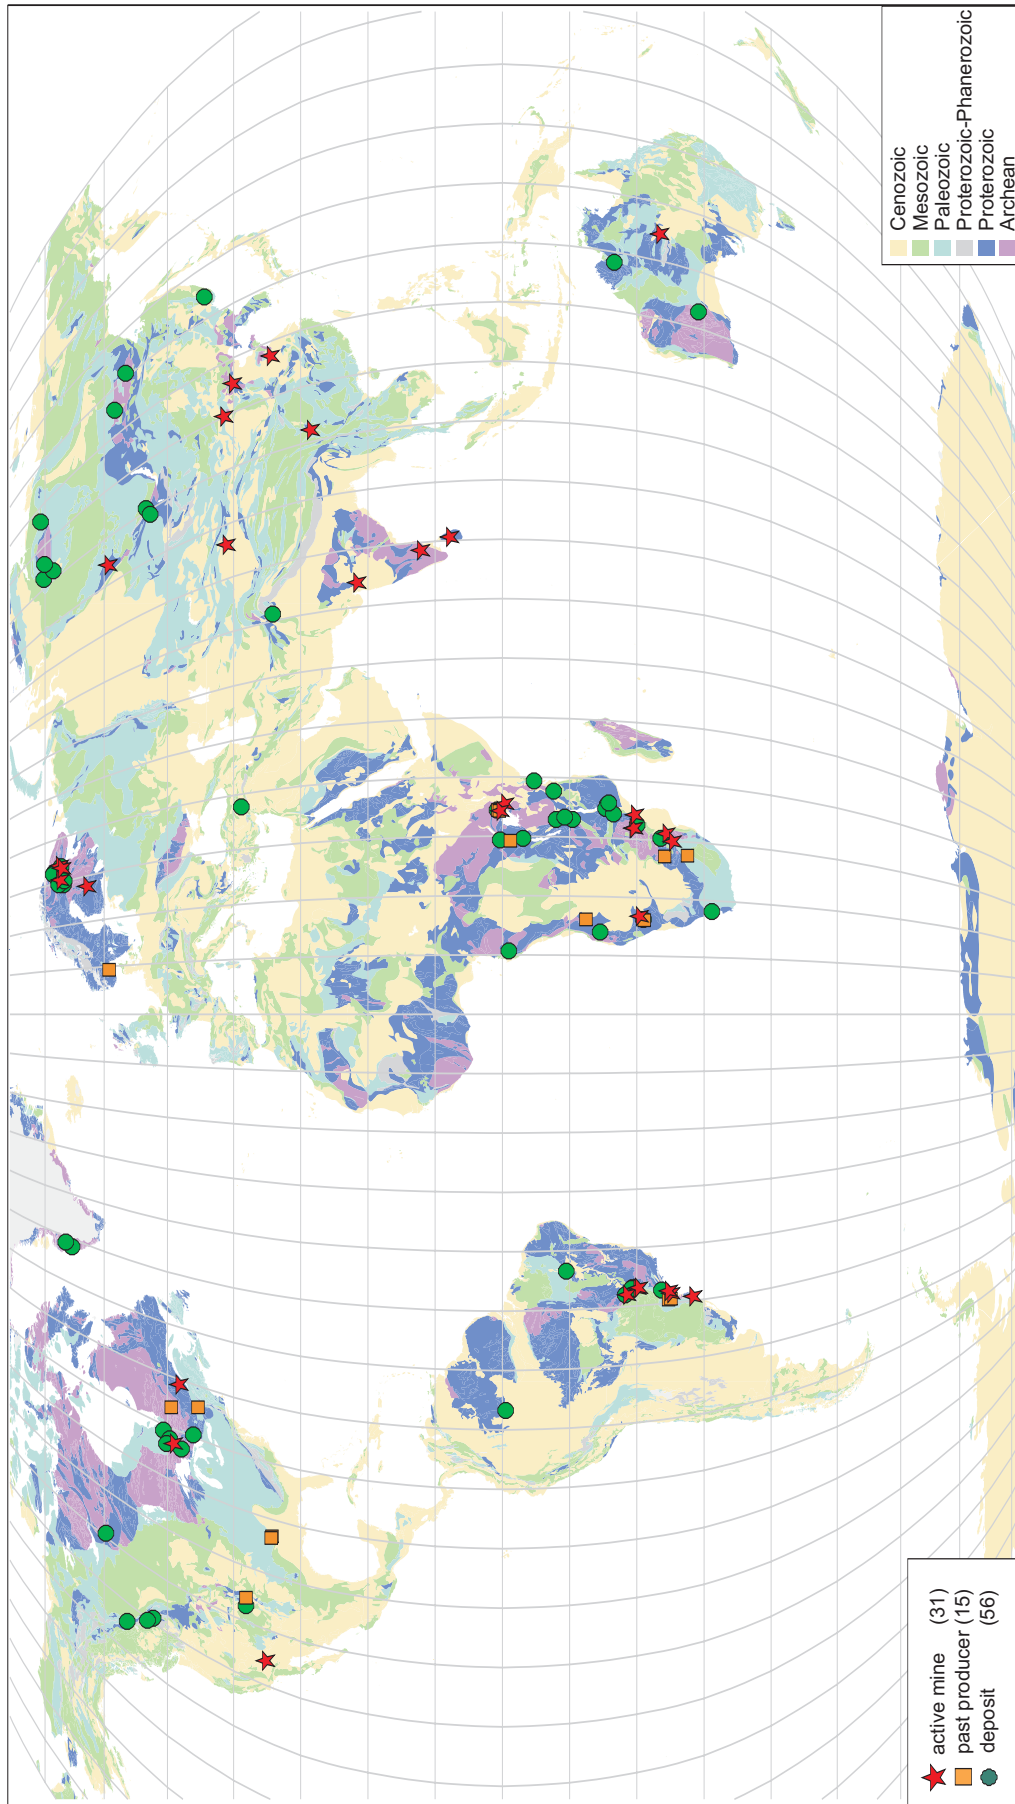 active mine (31)
past producer (15)
deposit (56)
Cenozoic
Mesozoic
Paleozoic
Proterozoic-Phanerozoic
Proterozoic
Archean